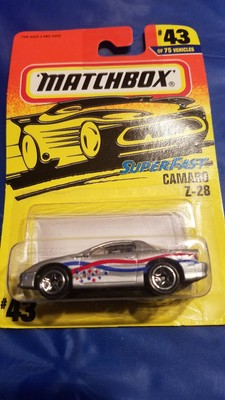 #43
OF 75 VEHICLES
MATCHBOX
SUPERFAST
CAMARO
Z-28
#43